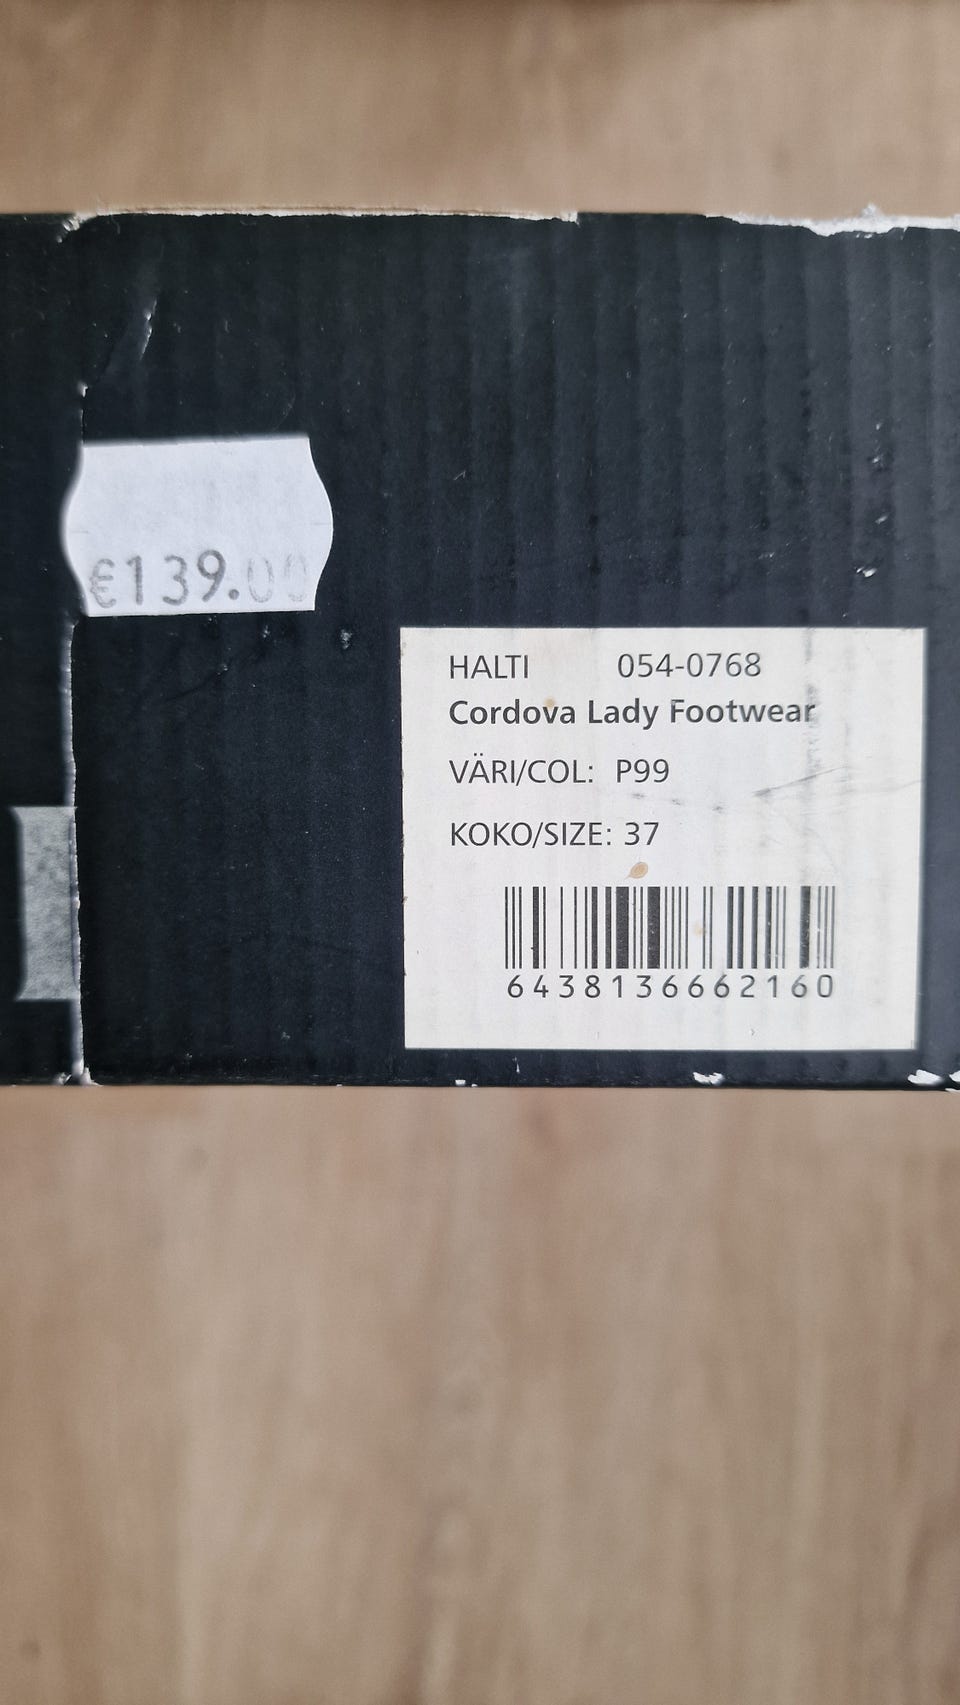 €139.00
HALTI 054-0768
Cordova Lady Footwear
VÄRI/COL: P99
KOKO/SIZE: 37
6438136662160